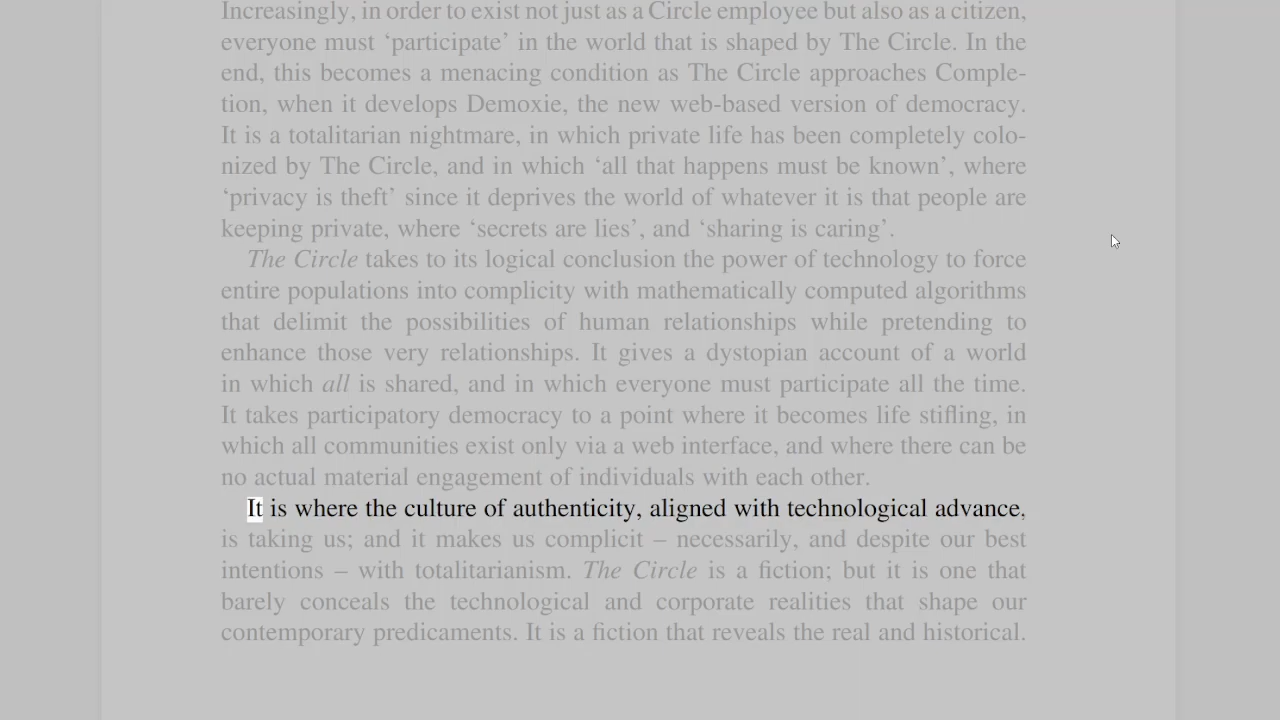 Increasingly, in order to exist not just as a Circle employee but also as a citizen,
everyone must ‘participate’ in the world that is shaped by The Circle. In the
end, this becomes a menacing condition as The Circle approaches Comple-
tion, when it develops Demoxie, the new web-based version of democracy.
It is a totalitarian nightmare, in which private life has been completely colo-
nized by The Circle, and in which ‘all that happens must be known’, where
‘privacy is theft’ since it deprives the world of whatever it is that people are
keeping private, where ‘secrets are lies’, and ‘sharing is caring’.
The Circle takes to its logical conclusion the power of technology to force
entire populations into complicity with mathematically computed algorithms
that delimit the possibilities of human relationships while pretending to
enhance those very relationships. It gives a dystopian account of a world
in which all is shared, and in which everyone must participate all the time.
It takes participatory democracy to a point where it becomes life stifling, in
which all communities exist only via a web interface, and where there can be
no actual material engagement of individuals with each other.
It is where the culture of authenticity, aligned with technological advance,
is taking us; and it makes us complicit – necessarily, and despite our best
intentions – with totalitarianism. The Circle is a fiction; but it is one that
barely conceals the technological and corporate realities that shape our
contemporary predicaments. It is a fiction that reveals the real and historical.